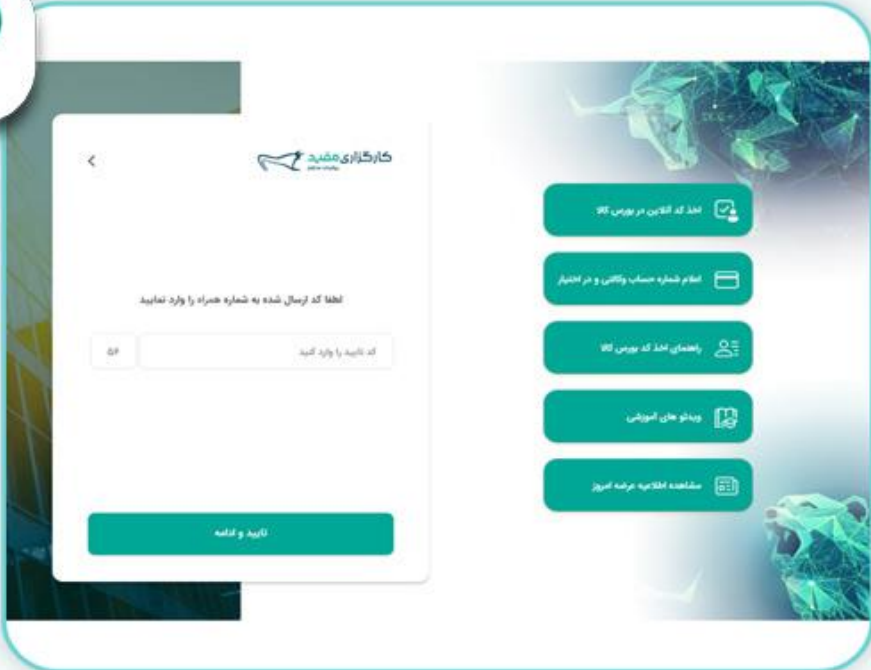 کارگزاری مفید
لطفا کد ارسال شده به شماره همراه را وارد نمایید
کد تایید را وارد کنید
۵۶
تایید و ادامه
اخذ کد آنلاین در بورس کالا
اعلام شماره حساب وکالتی و در اختیار
راهنمای اخذ کد بورس کالا
ویدئو های آموزشی
مشاهده اطلاعیه عرضه امروز